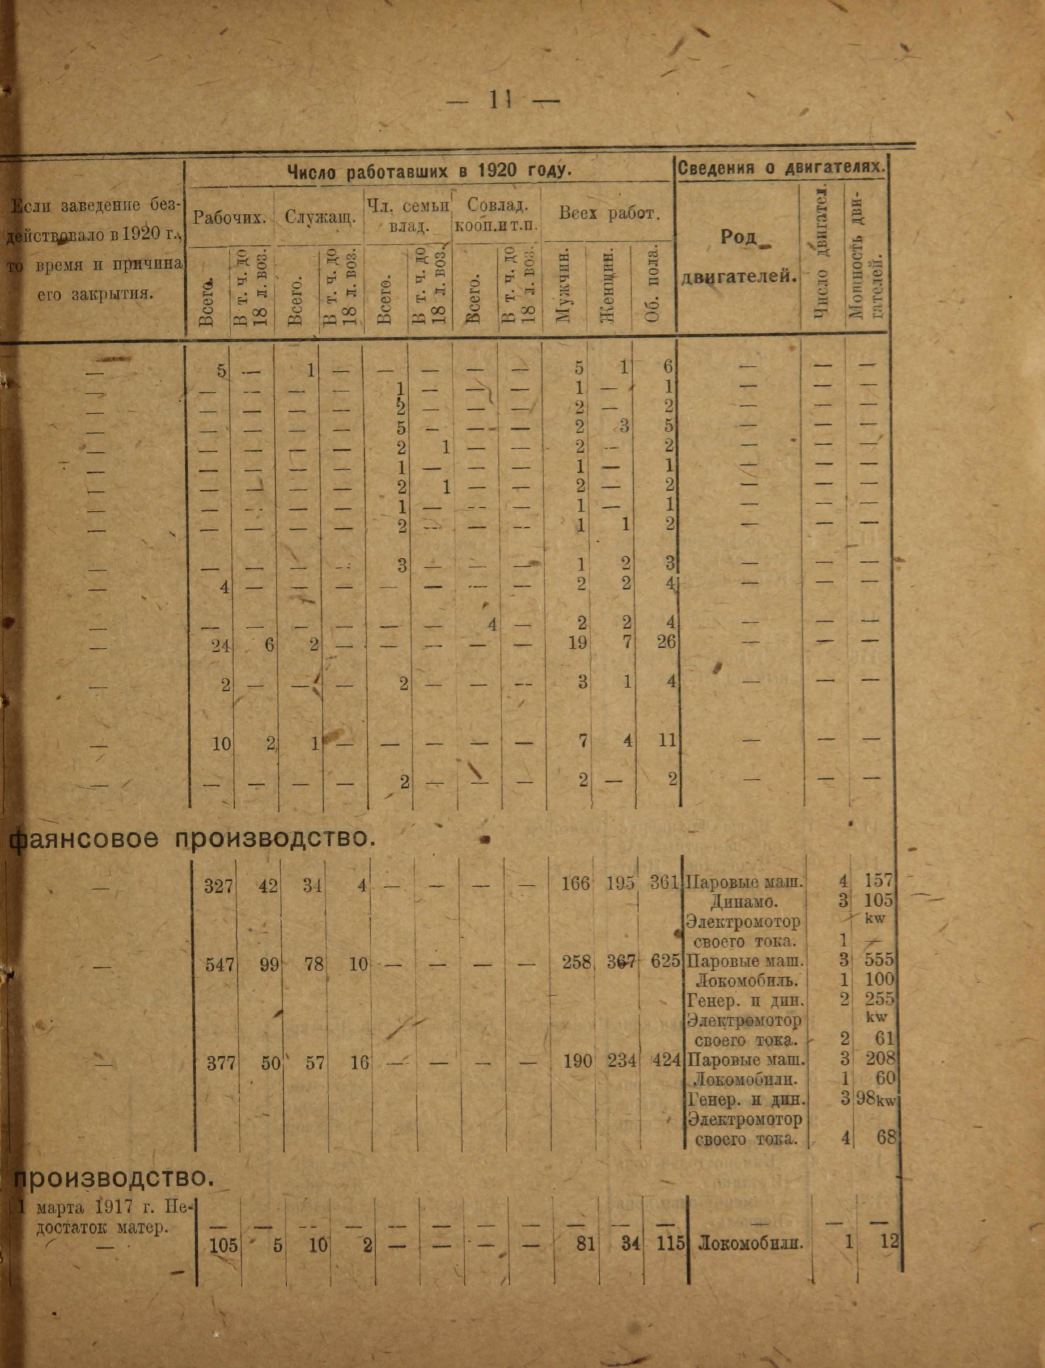 — 11 —
Если заведение без-
действовало в 1920 г.,
то время и причина
его закрытия.
Число работавших в 1920 году.
Сведения о двигателях.
Рабочих. Служащ. Чл. семьи влад. Совлад. кооп.ит.п. Всех работ.
Род двигателей. Число двигател. Мощность дви- гателей.
Всего. В т. ч. до 18 л. воз. Всего. В т. ч. до 18 л. воз. Всего. В т. ч. до 18 л. воз. Всего. В т. ч. до 18 л. воз. Мужчин. Женщин. Об. пола.
— 5 — 1 — — — — — 5 1 6 — — —
— — — — — 1 — — — 1 — 1 — — —
— — — — — 2 — — — 2 — 2 — — —
— — — — — 5 — — — 2 3 5 — — —
— — — — — 2 1 — — 2 — 2 — — —
— — — — — 1 — — — 1 — 1 — — —
— — — — — 2 1 — — 2 — 2 — — —
— — — — — 1 — — — 1 — 1 — — —
— — — — — 2 — — — 1 1 2 — — —
— — — — — 3 — — — 1 2 3 — — —
— 4 — — — — — — — 2 2 4 — — —
— — — — — — — 4 — 2 2 4 — — —
— 24 6 2 — — — — — 19 7 26 — — —
— 2 — — — 2 — — — 3 1 4 — — —
— 10 2 1 — — — — — 7 4 11 — — —
— — — — — 2 — — — 2 — 2 — — —
фаянсовое производство.
— 327 42 34 4 — — — — 166 195 361 Паровые маш. 4 157
Динамо. 3 105
Электромотор kw
своего тока. 1 —
— 547 99 78 10 — — — — 258 367 625 Паровые маш. 3 555
Локомобиль. 1 100
Генер. и дин. 2 255
Электромотор kw
своего тока. 2 61
— 377 50 57 16 — — — — 190 234 424 Паровые маш. 3 208
Локомобили. 1 60
Генер. и дин. 3 98kw
Электромотор
своего тока. 4 68
производство.
1 марта 1917 г. Не-
достаток матер. — — — — — — — — — — — — — —
— 105 5 10 2 — — — — 81 34 115 Локомобили. 1 12